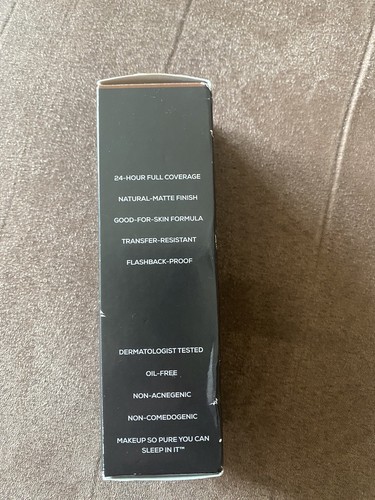 24-HOUR FULL COVERAGE
NATURAL-MATTE FINISH
GOOD-FOR-SKIN FORMULA
TRANSFER-RESISTANT
FLASHBACK-PROOF
DERMATOLOGIST TESTED
OIL-FREE
NON-ACNEGENIC
NON-COMEDOGENIC
MAKEUP SO PURE YOU CAN
SLEEP IN IT™